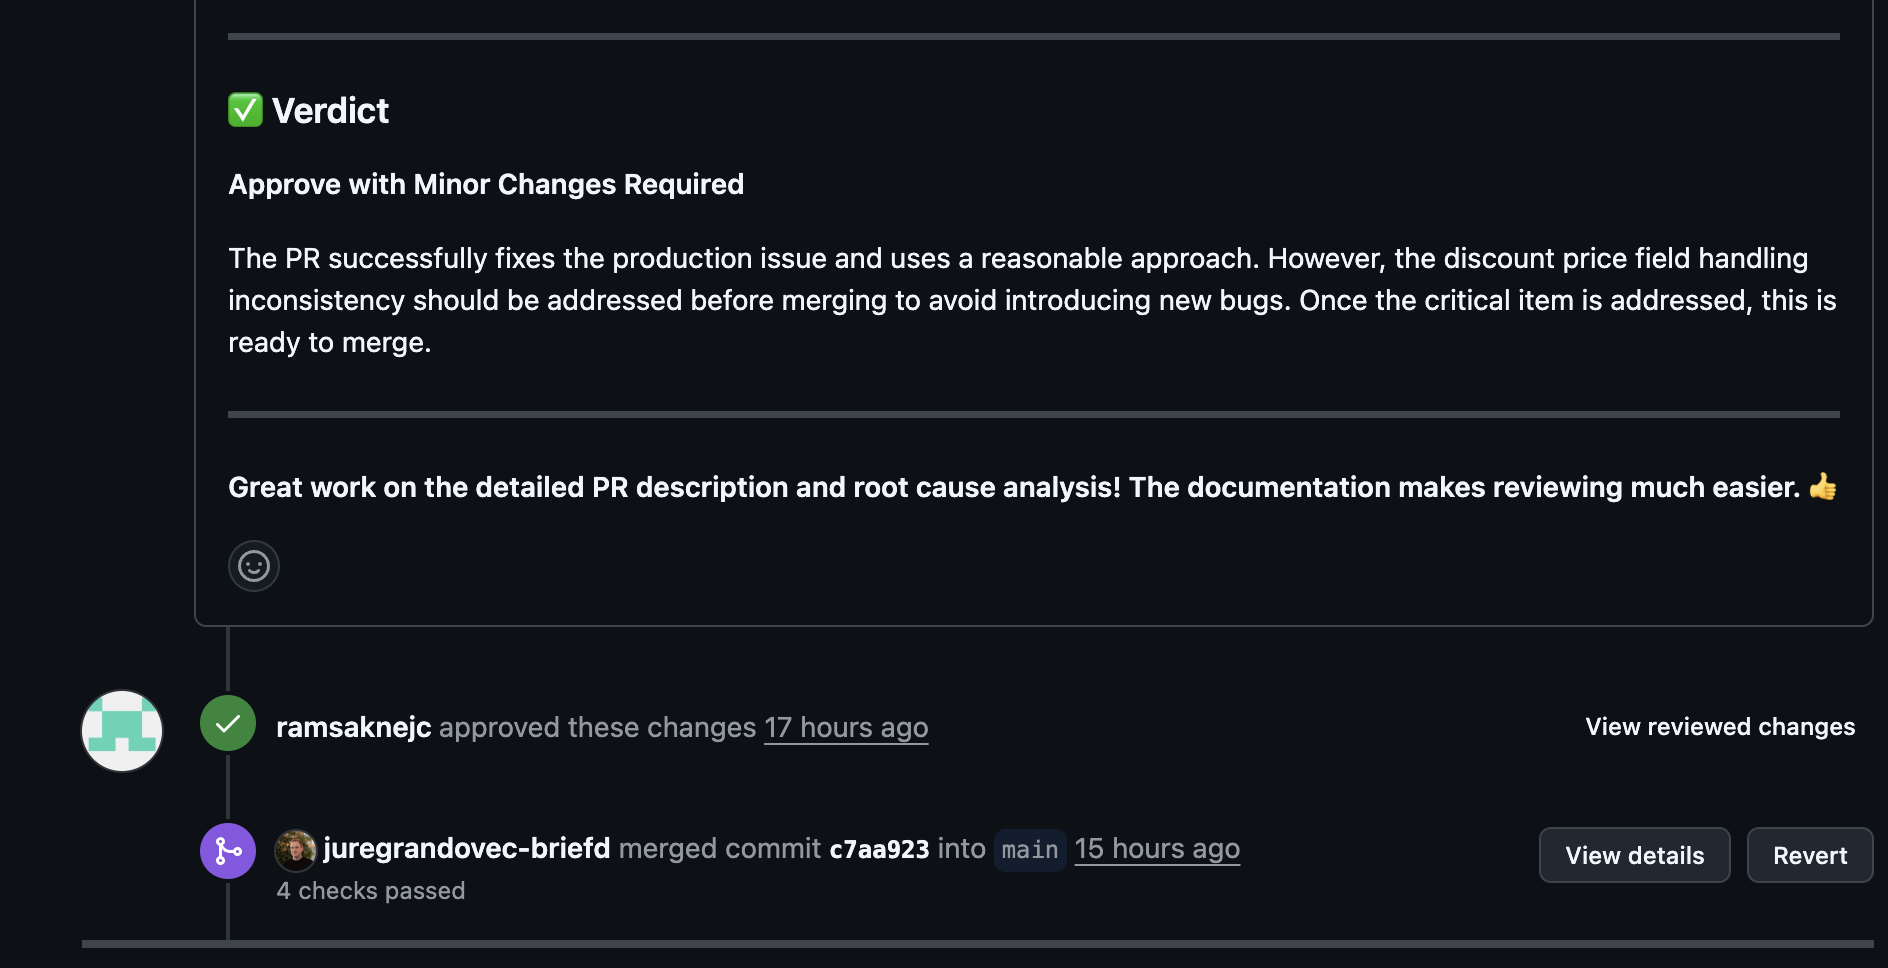 ✅ Verdict
Approve with Minor Changes Required
The PR successfully fixes the production issue and uses a reasonable approach. However, the discount price field handling
inconsistency should be addressed before merging to avoid introducing new bugs. Once the critical item is addressed, this is
ready to merge.
Great work on the detailed PR description and root cause analysis! The documentation makes reviewing much easier. 👍
ramsaknejc approved these changes 17 hours ago
View reviewed changes
juregrandovec-briefd merged commit c7aa923 into main 15 hours ago
View details
Revert
4 checks passed